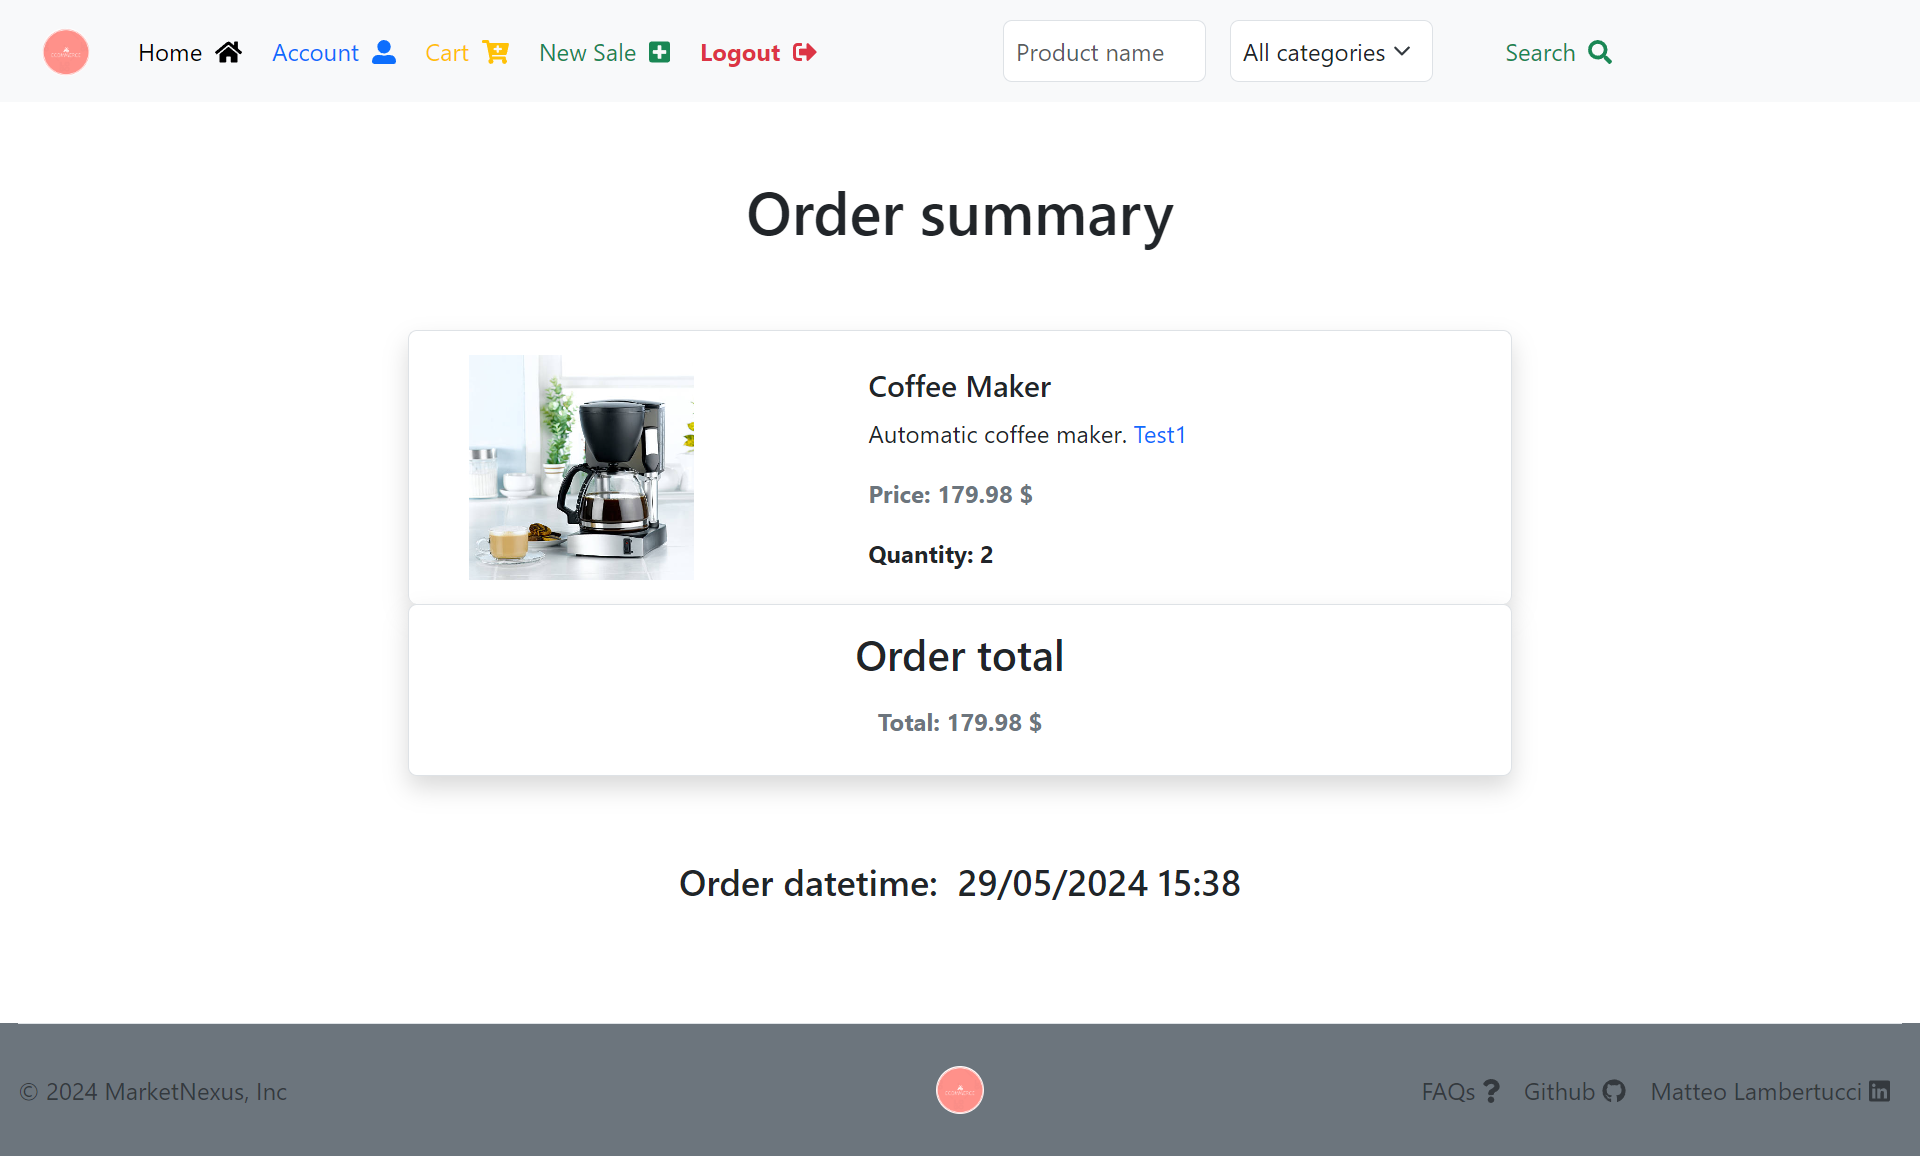 Home Account Cart New Sale Logout Product name All categories Search
Order summary
Coffee Maker
Automatic coffee maker. Test1
Price: 179.98 $
Quantity: 2
Order total
Total: 179.98 $
Order datetime: 29/05/2024 15:38
© 2024 MarketNexus, Inc FAQs Github Matteo Lambertucci